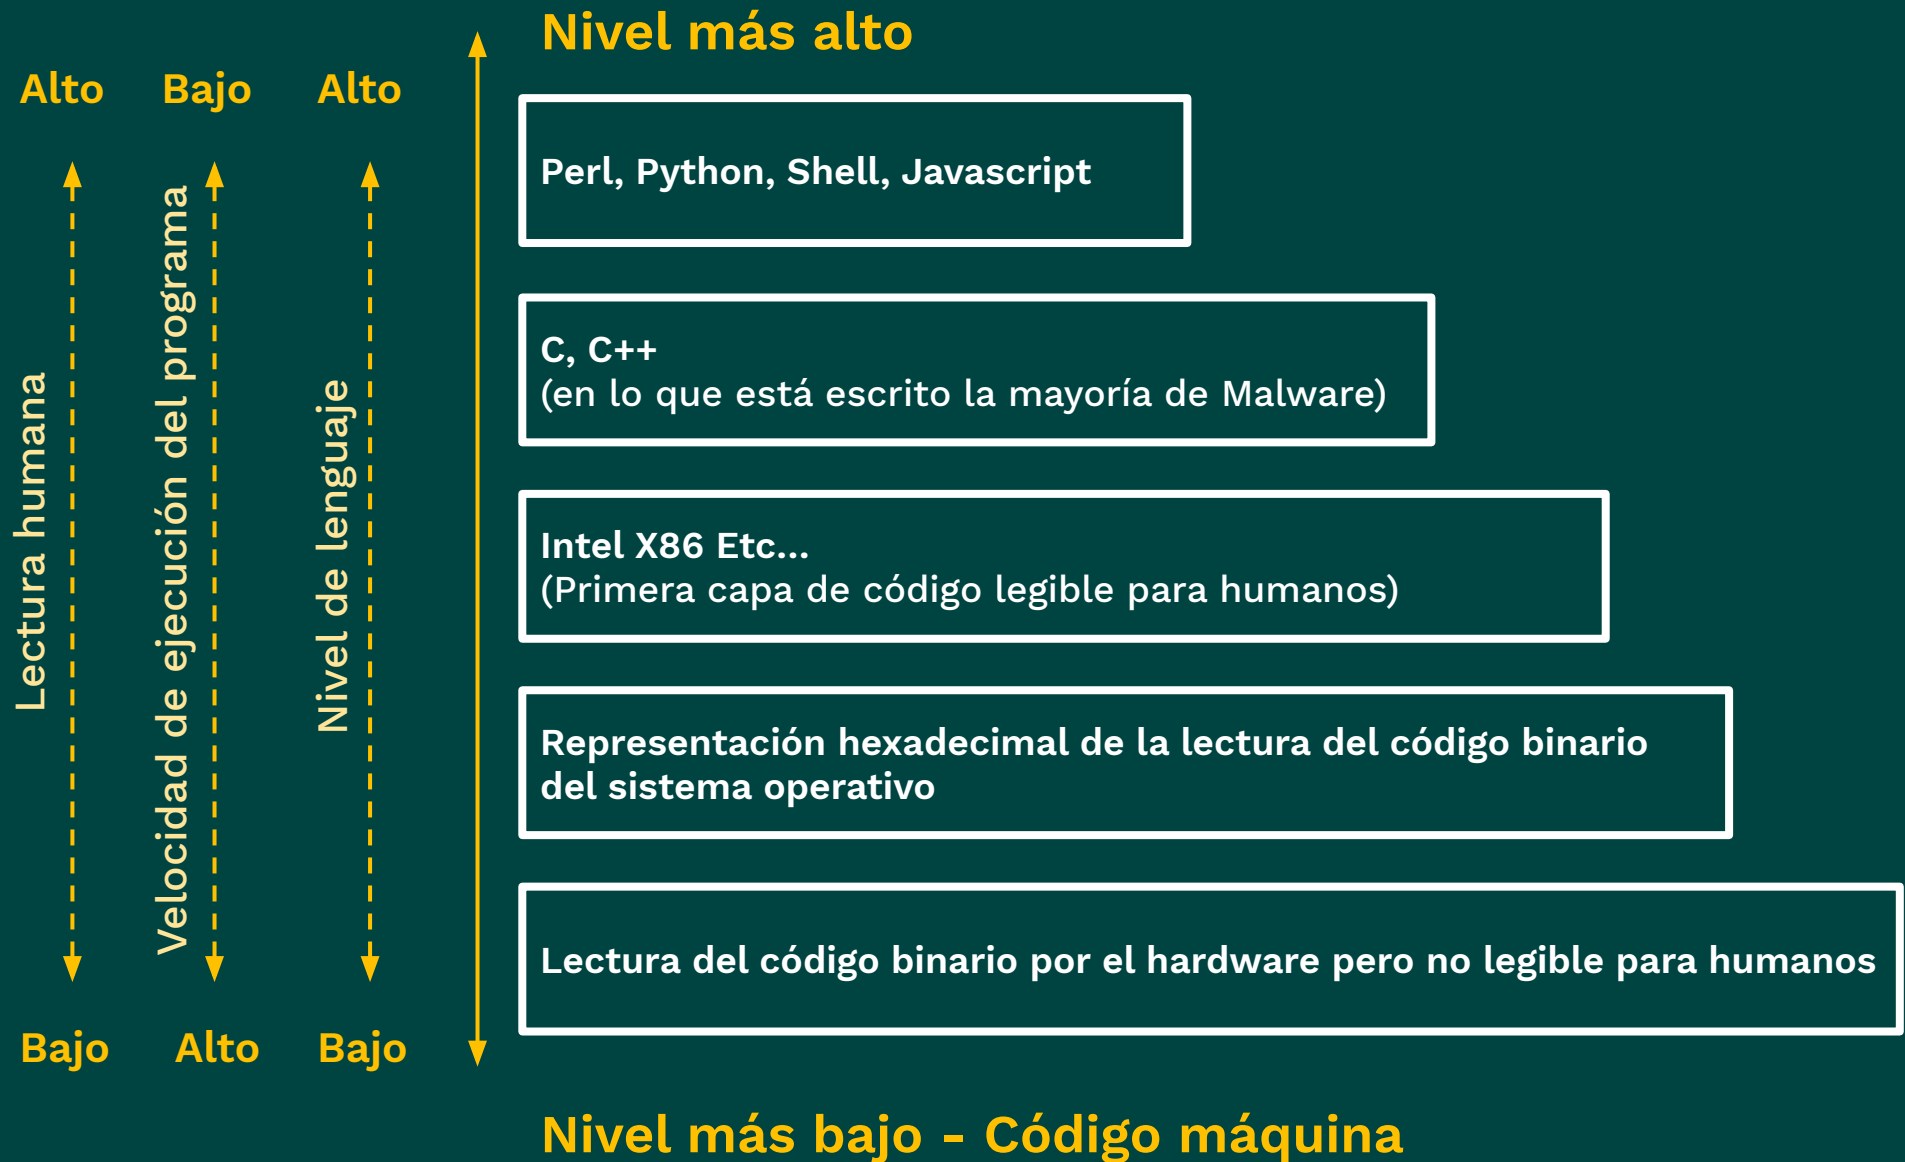 Nivel más alto
Alto
Bajo
Alto
Lectura humana
Velocidad de ejecución del programa
Nivel de lenguaje
Perl, Python, Shell, Javascript
C, C++
(en lo que está escrito la mayoría de Malware)
Intel X86 Etc...
(Primera capa de código legible para humanos)
Representación hexadecimal de la lectura del código binario
del sistema operativo
Lectura del código binario por el hardware pero no legible para humanos
Bajo
Alto
Bajo
Nivel más bajo - Código máquina